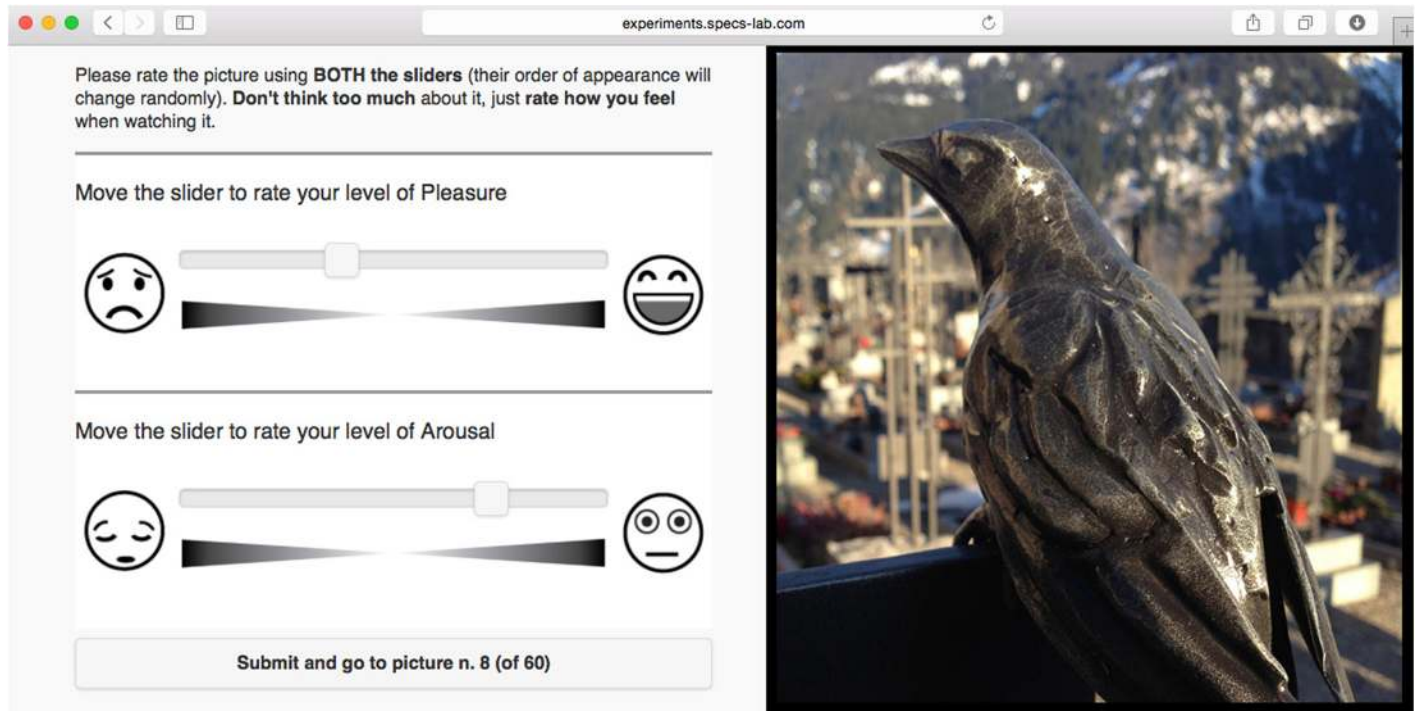 experiments.specs-lab.com
Please rate the picture using BOTH the sliders (their order of appearance will
change randomly). Don't think too much about it, just rate how you feel
when watching it.
Move the slider to rate your level of Pleasure
Move the slider to rate your level of Arousal
Submit and go to picture n. 8 (of 60)